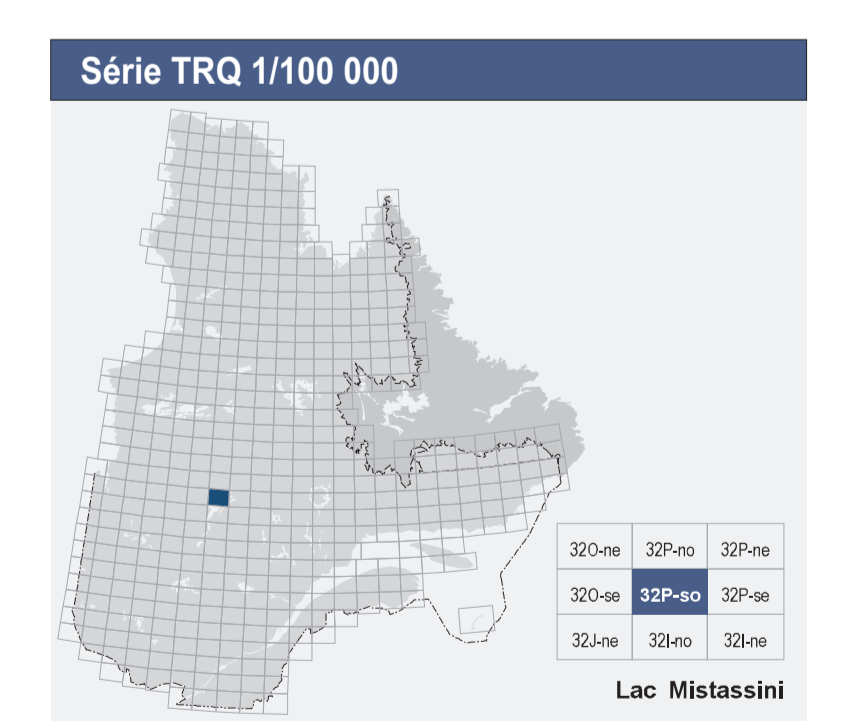 Série TRQ 1/100 000
32O-ne 32P-no 32P-ne
32O-se 32P-so 32P-se
32J-ne 32I-no 32I-ne
Lac Mistassini